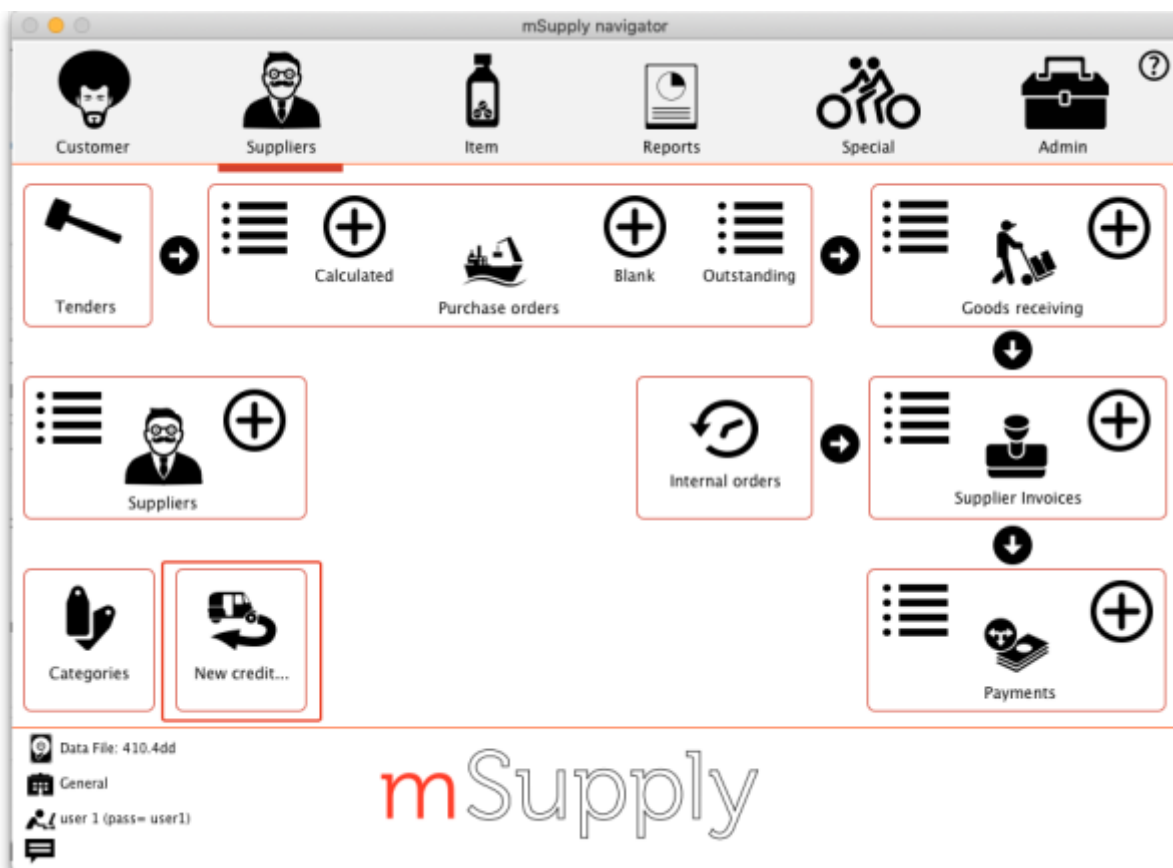 mSupply navigator
Customer
Suppliers
Item
Reports
Special
Admin
?
Tenders
Calculated
Purchase orders
Blank
Outstanding
Goods receiving
Suppliers
Internal orders
Supplier Invoices
Categories
New credit...
Payments
Data File: 410.4dd
General
user 1 (pass= user1)
mSupply